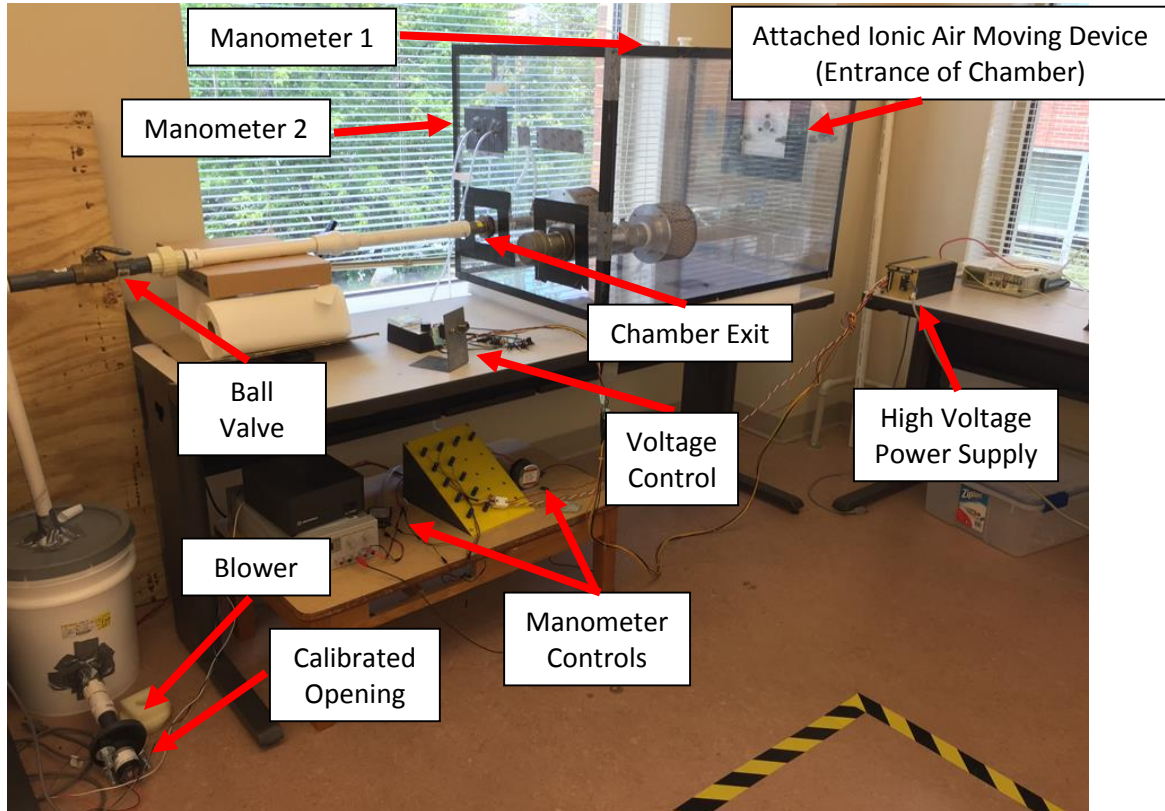 Manometer 1
Attached Ionic Air Moving Device
(Entrance of Chamber)
Manometer 2
Chamber Exit
Ball
Valve
Voltage
Control
High Voltage
Power Supply
Blower
Manometer
Controls
Calibrated
Opening
Ziploc